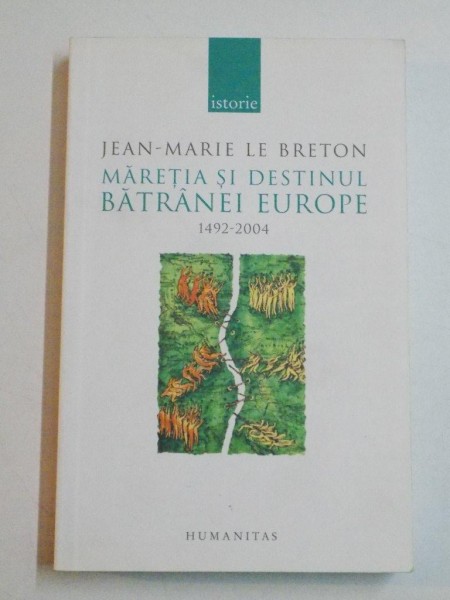 istorie
JEAN-MARIE LE BRETON
MĂREȚIA ȘI DESTINUL
BĂTRÂNEI EUROPE
1492-2004
HUMANITAS